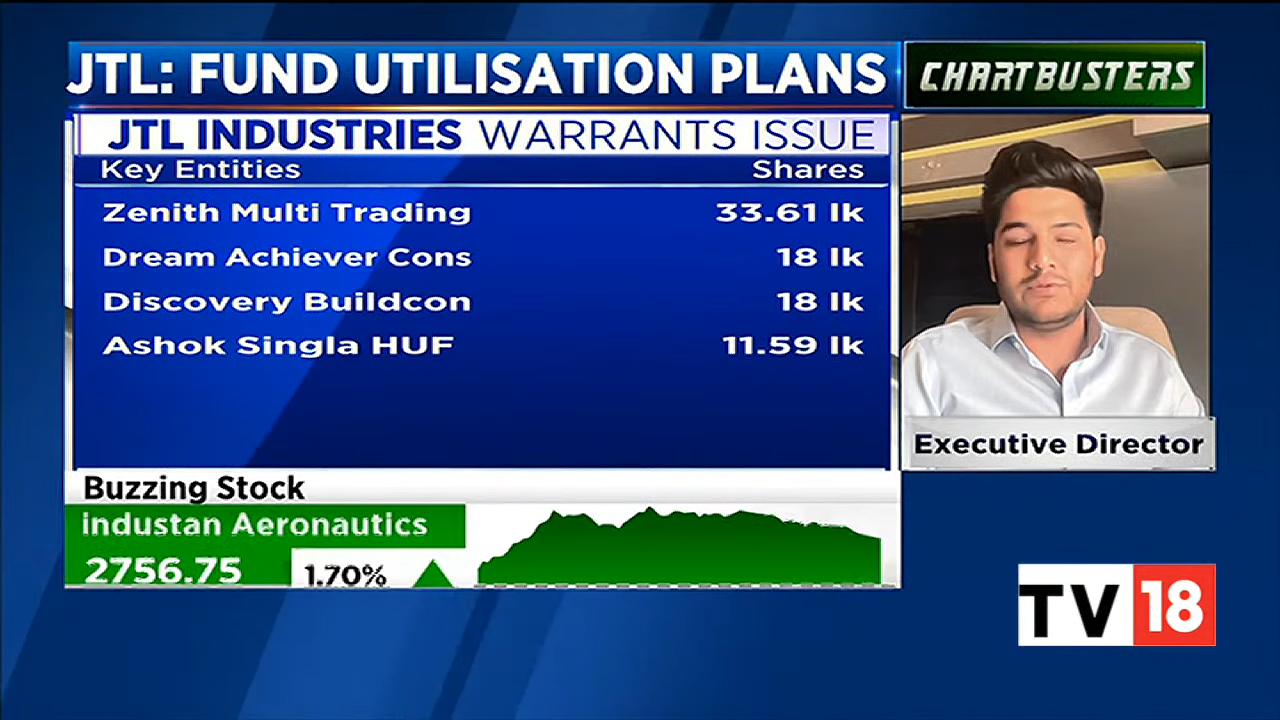 JTL: FUND UTILISATION PLANS
CHARTBUSTERS
JTL INDUSTRIES WARRANTS ISSUE
Key Entities Shares
Zenith Multi Trading 33.61 lk
Dream Achiever Cons 18 lk
Discovery Buildcon 18 lk
Ashok Singla HUF 11.59 lk
Executive Director
Buzzing Stock
industan Aeronautics
2756.75 1.70%
TV18